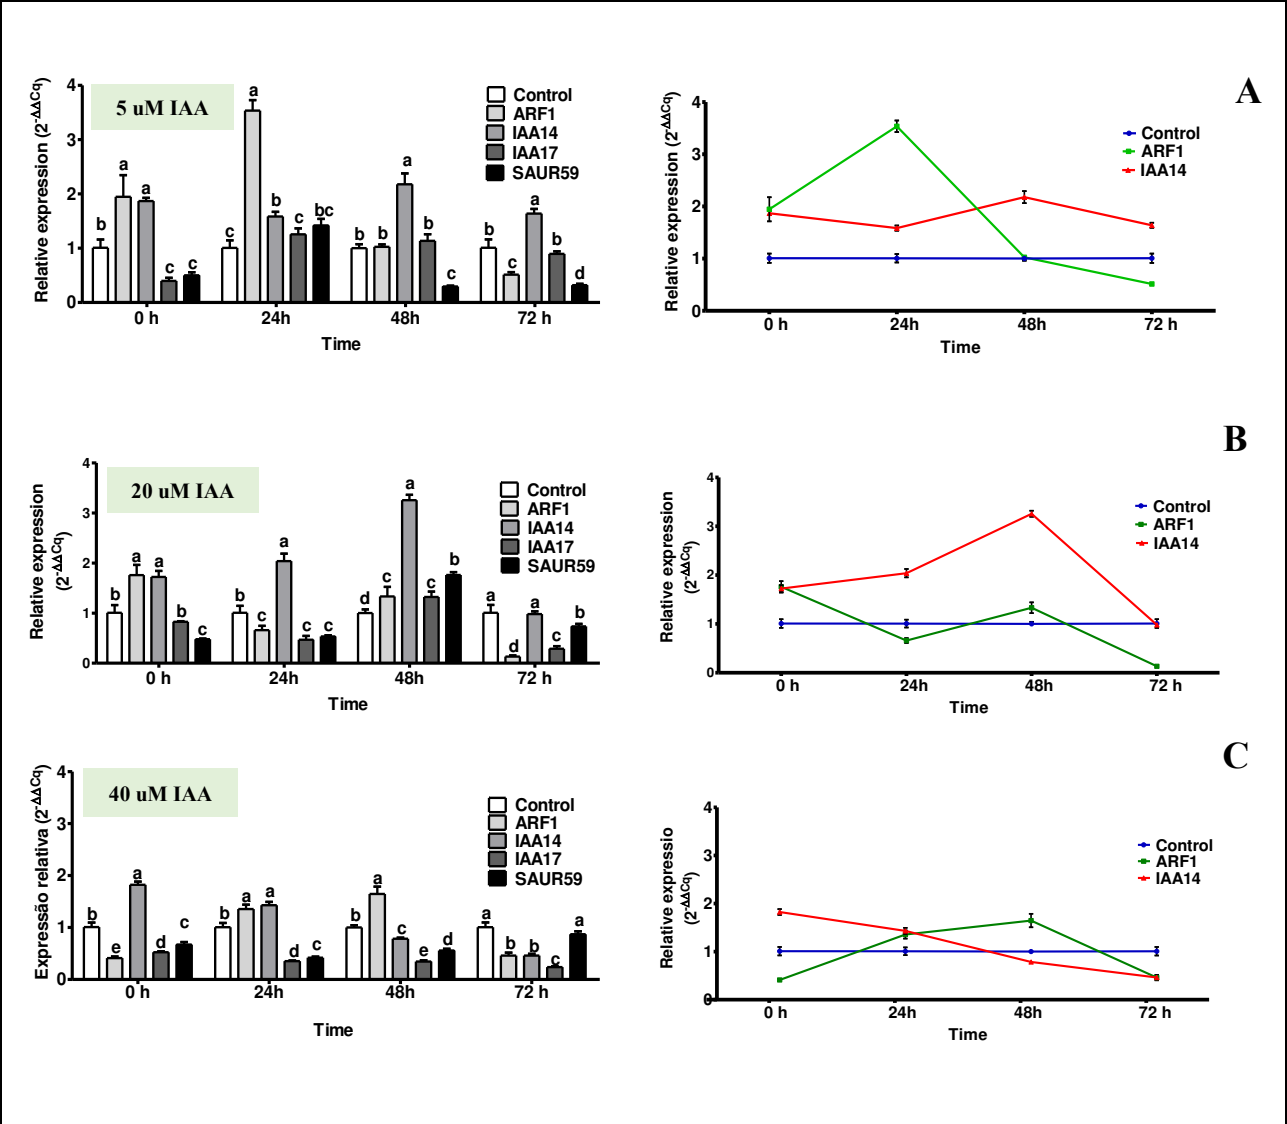 A
5 uM IAA
Relative expression (2-ΔΔCq)
4
3
2
1
0
Control
ARF1
IAA14
IAA17
SAUR59
b a a c c
c a b c bc
b b a b c
b c a b d
0 h 24h 48h 72 h
Time
Relative expression (2-ΔΔCq)
4
3
2
1
0
Control
ARF1
IAA14
0 h 24h 48h 72 h
Time
B
20 uM IAA
Relative expression
(2-ΔΔCq)
4
3
2
1
0
Control
ARF1
IAA14
IAA17
SAUR59
b a a b c
b c a c c
d c a c b
a d a c b
0 h 24h 48h 72 h
Time
Relative expression
(2-ΔΔCq)
4
3
2
1
0
Control
ARF1
IAA14
0 h 24h 48h 72 h
Time
C
40 uM IAA
Expressão relativa (2-ΔΔCq)
4
3
2
1
0
Control
ARF1
IAA14
IAA17
SAUR59
b e a d c
b a a d c
b a c e d
a b b c a
0 h 24h 48h 72 h
Time
Relative expressio
(2-ΔΔCq)
4
3
2
1
0
Control
ARF1
IAA14
0 h 24h 48h 72 h
Time